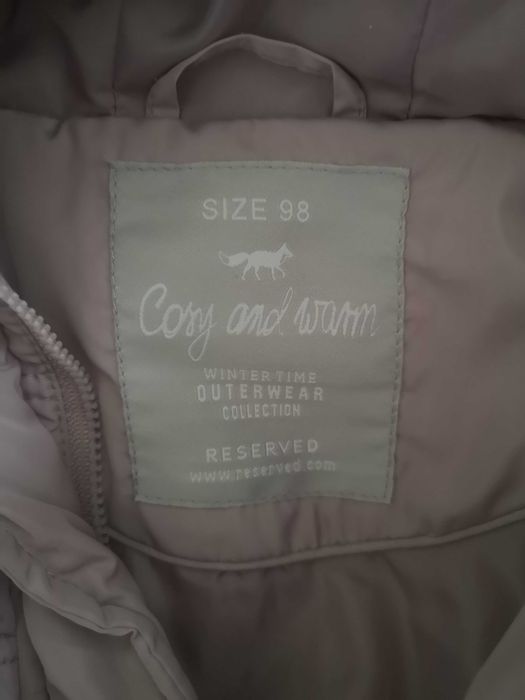 SIZE 98
Cosy and warm
WINTER TIME
OUTERWEAR
COLLECTION
RESERVED
www.reserved.com